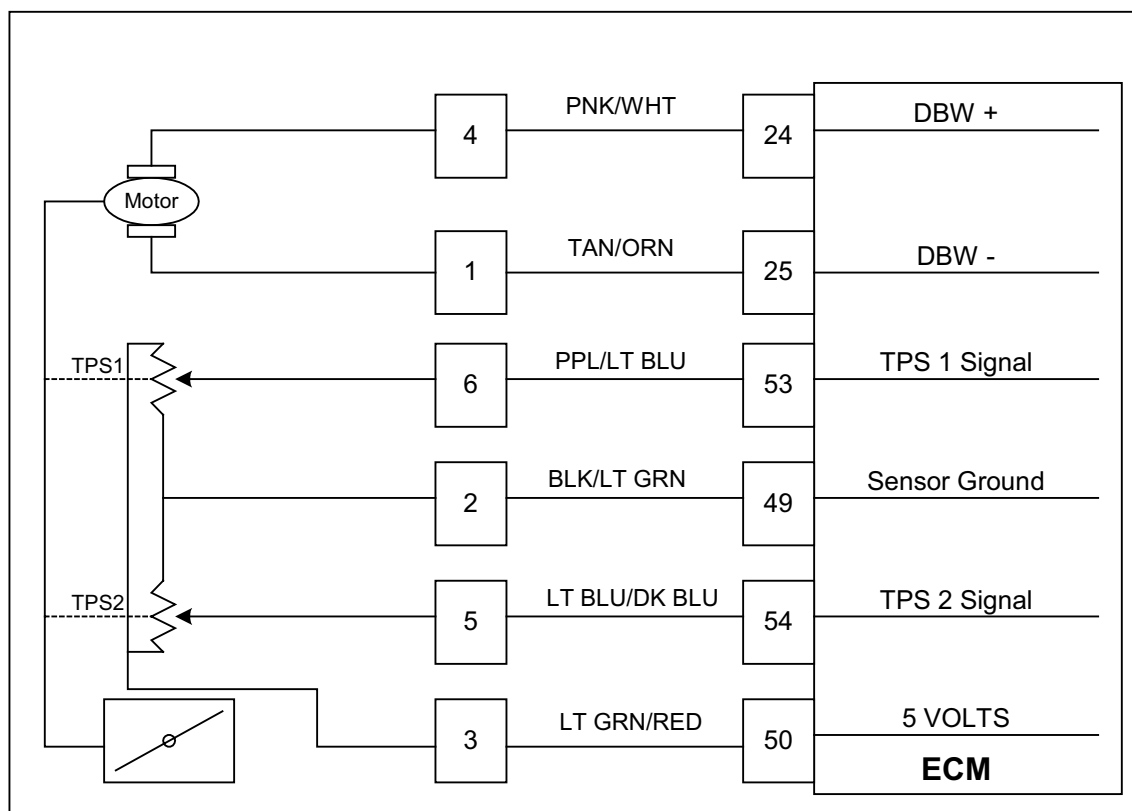 PNK/WHT
4
24
DBW +
Motor
TAN/ORN
1
25
DBW -
TPS1
PPL/LT BLU
6
53
TPS 1 Signal
BLK/LT GRN
2
49
Sensor Ground
TPS2
LT BLU/DK BLU
5
54
TPS 2 Signal
LT GRN/RED
3
50
5 VOLTS
ECM